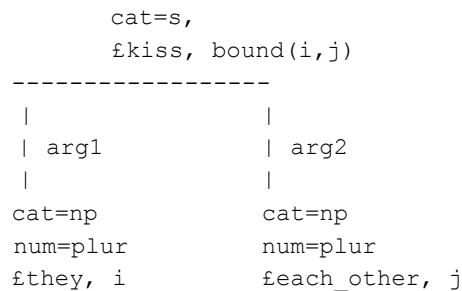 cat=s,
£kiss, bound(i,j)
------------------
| |
| arg1 | arg2
| |
cat=np cat=np
num=plur num=plur
£they, i £each_other, j